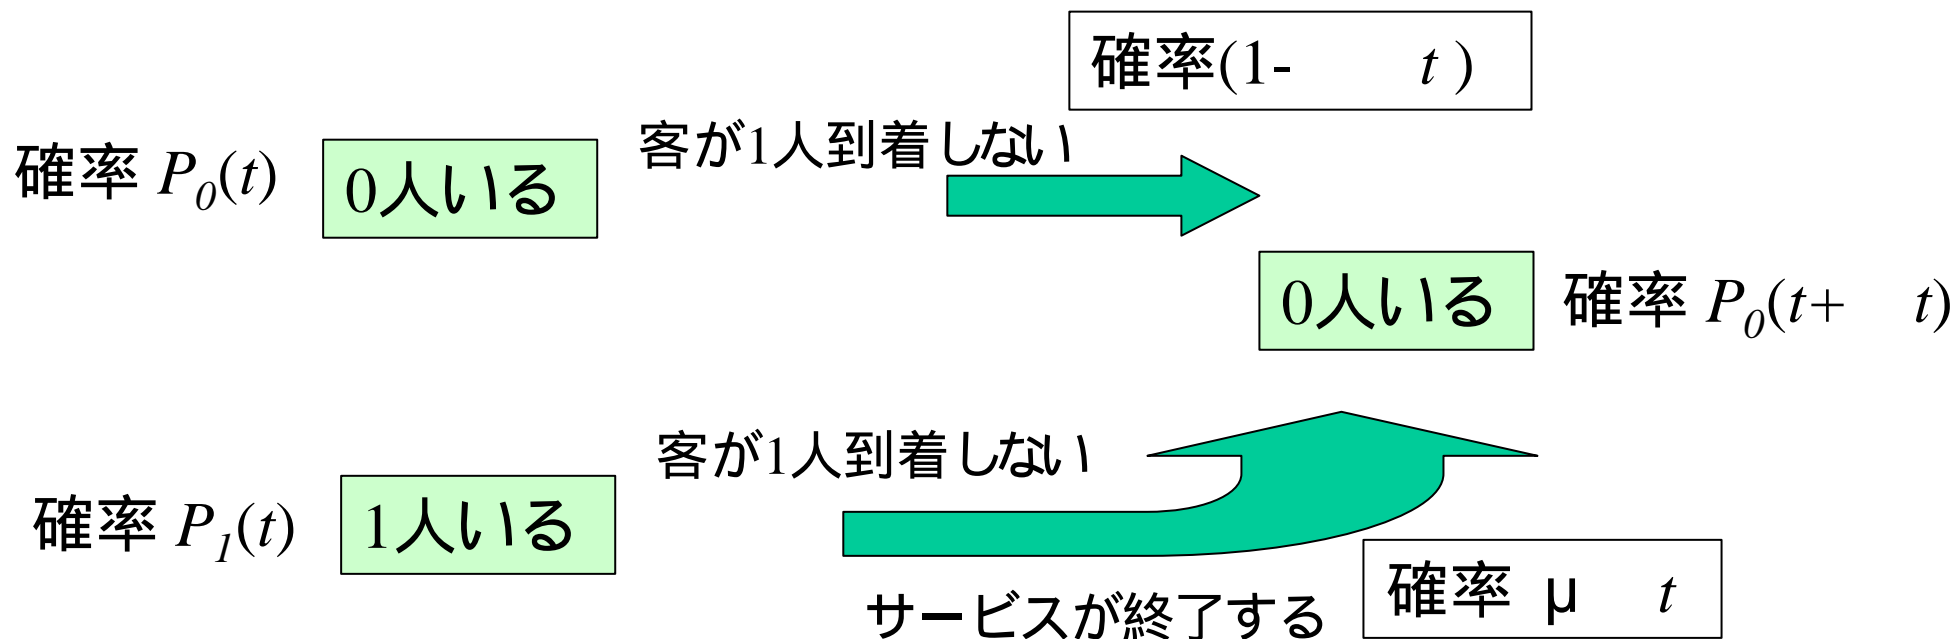 確率(1- t )
客が1人到着しない
確率 P0(t) 0人いる
0人いる 確率 P0(t+ t)
客が1人到着しない
確率 P1(t) 1人いる
サービスが終了する
確率 μ t